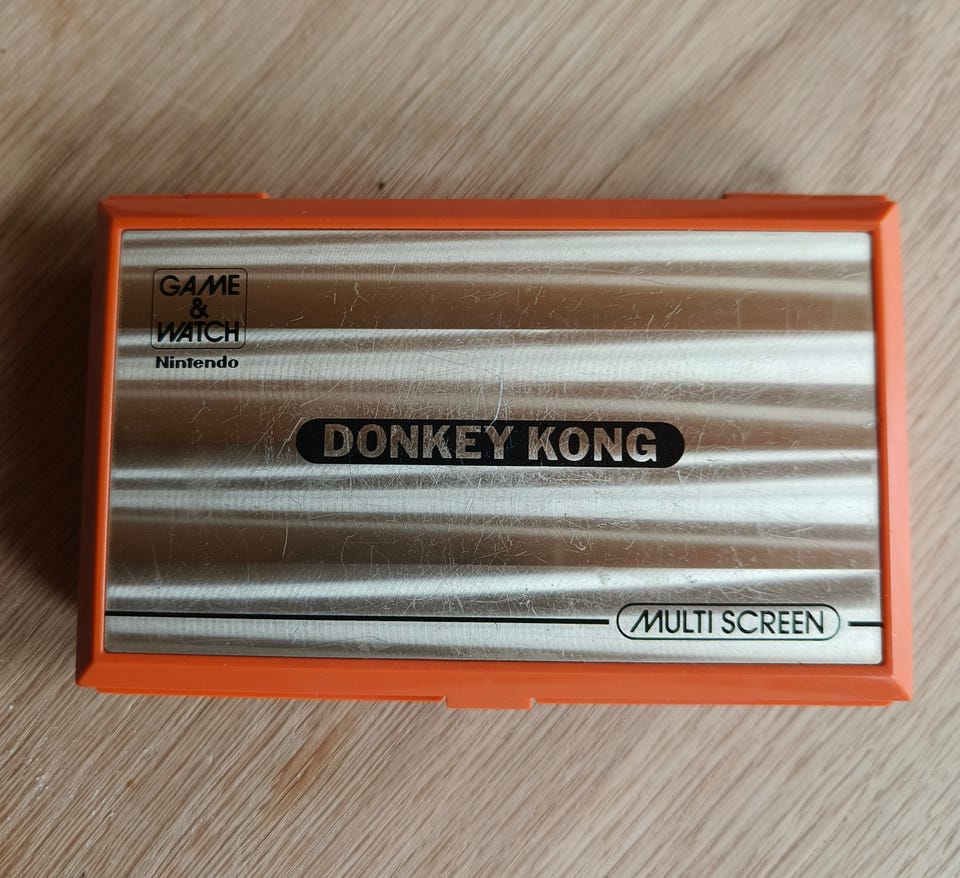 GAME
&
WATCH
Nintendo
DONKEY KONG
MULTI SCREEN